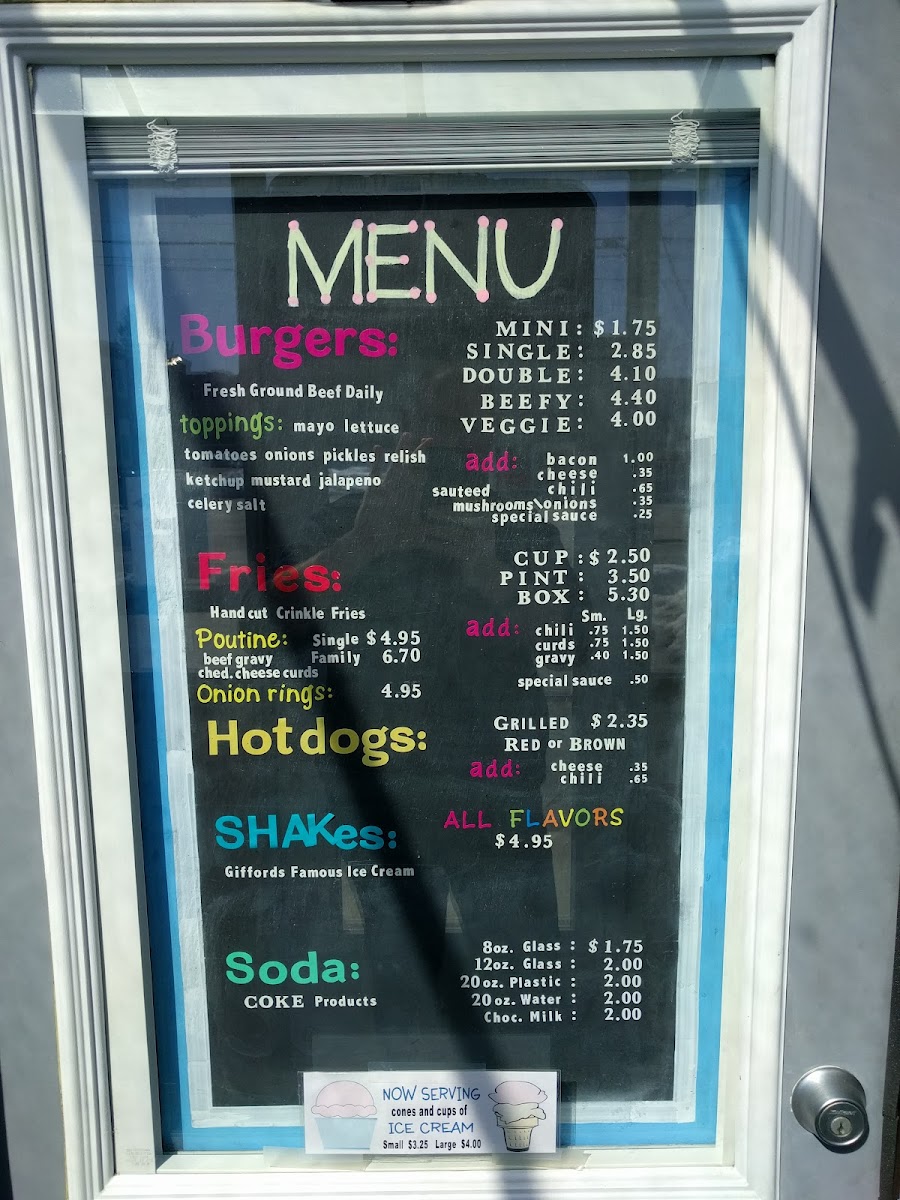 MENU
Burgers:
Fresh Ground Beef Daily
toppings: mayo lettuce
tomatoes onions pickles relish
ketchup mustard jalapeno
celery salt
MINI: $1.75
SINGLE: 2.85
DOUBLE: 4.10
BEEFY: 4.40
VEGGIE: 4.00
add: bacon 1.00
cheese .35
chili .65
sauteed
mushrooms\onions .35
special sauce .25
Fries:
Hand cut Crinkle Fries
CUP: $2.50
PINT: 3.50
BOX: 5.30
Sm. Lg.
add: chili .75 1.50
curds .75 1.50
gravy .40 1.50
special sauce .50
Poutine: Single $4.95
beef gravy Family 6.70
ched. cheese curds
Onion rings: 4.95
Hot dogs:
GRILLED $2.35
RED or BROWN
add: cheese .35
chili .65
SHAKes:
Giffords Famous Ice Cream
ALL FLAVORS
$4.95
Soda:
COKE Products
8oz. Glass: $1.75
12oz. Glass: 2.00
20oz. Plastic: 2.00
20oz. Water: 2.00
Choc. Milk: 2.00
NOW SERVING
cones and cups of
ICE CREAM
Small $3.25 Large $4.00